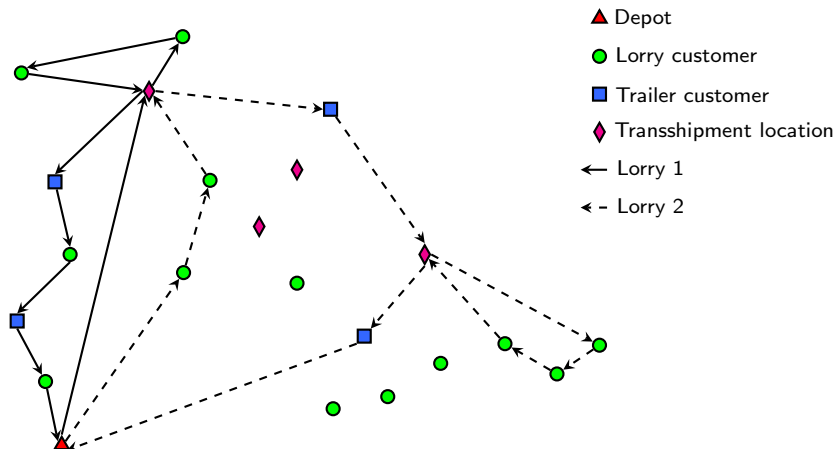 Depot
Lorry customer
Trailer customer
Transshipment location
Lorry 1
Lorry 2